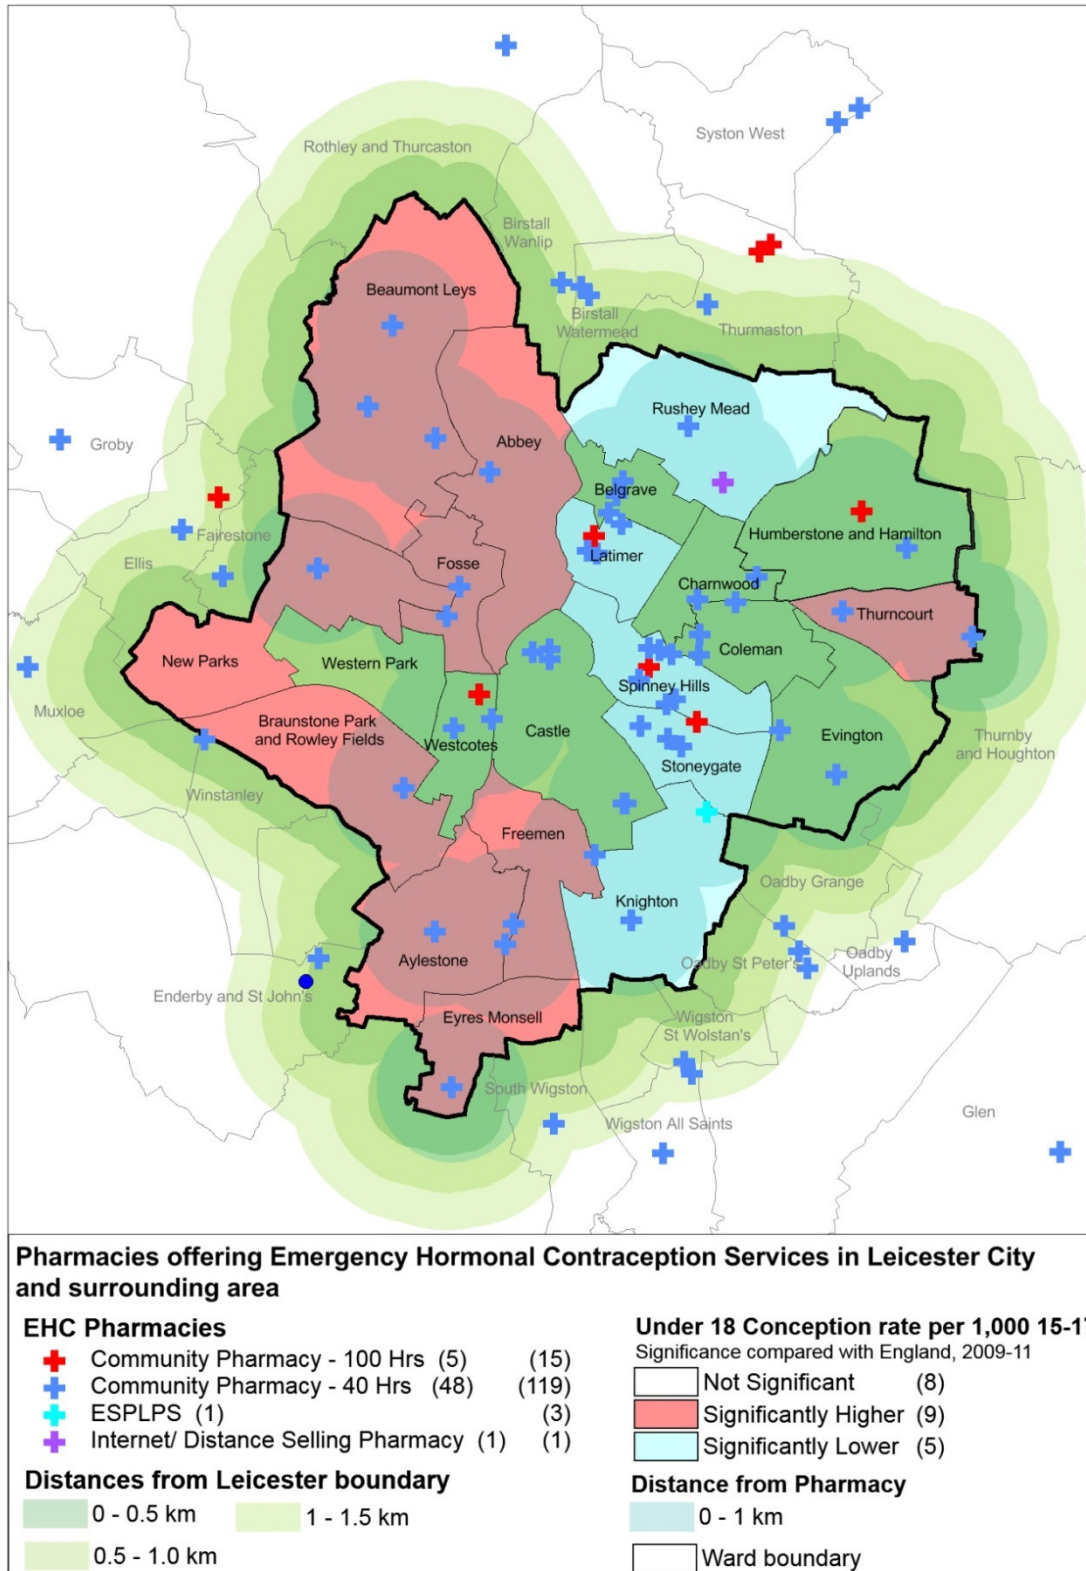 Syston West
Rothley and Thurcaston
Birstall
Wanlip
Beaumont Leys
Birstall
Watermead
Thurmaston
Rushey Mead
Groby
Abbey
Belgrave
Humberstone and Hamilton
Fairestone
Latimer
Ellis
Fosse
Charnwood
Thurncourt
Coleman
New Parks
Western Park
Spinney Hills
Muxloe
Braunstone Park
and Rowley Fields
Castle
Evington
Thurnby
and Houghton
Westcotes
Stoneygate
Winstanley
Freemen
Oadby Grange
Knighton
Aylestone
Oadby St Peter's
Oadby
Uplands
Enderby and St John's
Eyres Monsell
Wigston
St Wolstan's
South Wigston
Wigston All Saints
Glen
Pharmacies offering Emergency Hormonal Contraception Services in Leicester City
and surrounding area
EHC Pharmacies
Community Pharmacy - 100 Hrs (5) (15)
Community Pharmacy - 40 Hrs (48) (119)
ESPLPS (1) (3)
Internet/ Distance Selling Pharmacy (1) (1)
Distances from Leicester boundary
0 - 0.5 km
1 - 1.5 km
0.5 - 1.0 km
Under 18 Conception rate per 1,000 15-1
Significance compared with England, 2009-11
Not Significant (8)
Significantly Higher (9)
Significantly Lower (5)
Distance from Pharmacy
0 - 1 km
Ward boundary